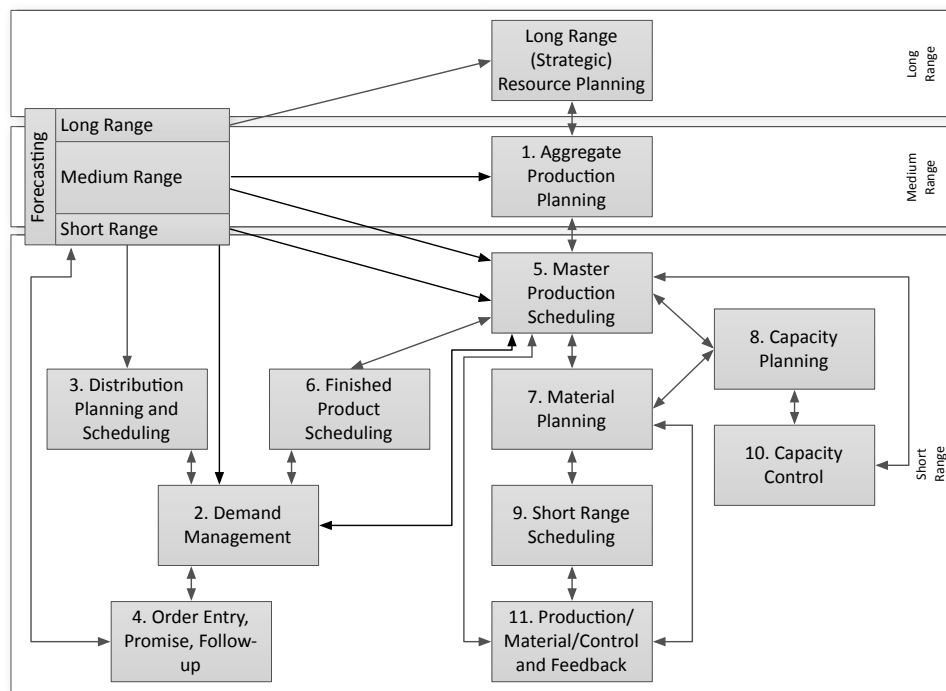 Long Range
(Strategic)
Resource Planning
Long
Range
Forecasting
Long Range
Medium Range
Short Range
1. Aggregate
Production
Planning
Medium
Range
5. Master
Production
Scheduling
8. Capacity
Planning
3. Distribution
Planning and
Scheduling
6. Finished
Product
Scheduling
7. Material
Planning
10. Capacity
Control
Short
Range
2. Demand
Management
9. Short Range
Scheduling
4. Order Entry,
Promise, Follow-
up
11. Production/
Material/Control
and Feedback